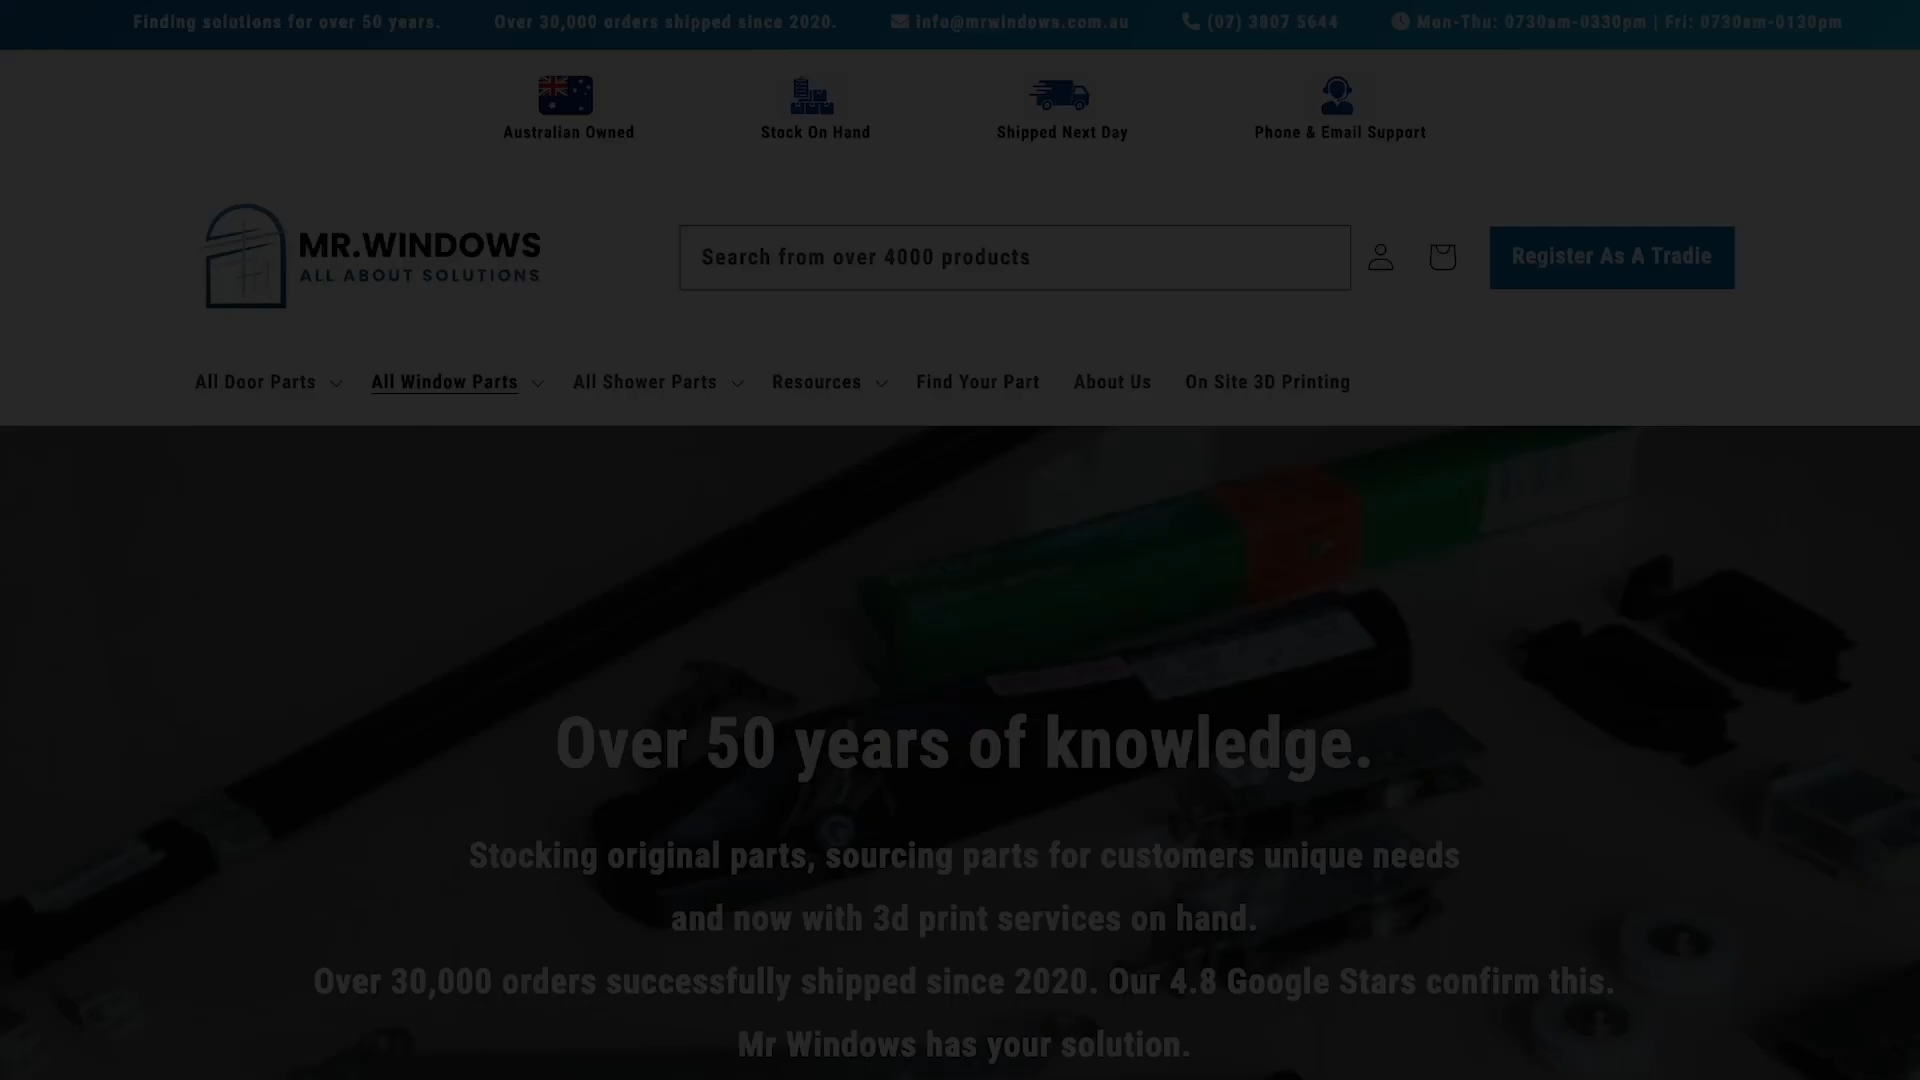 Finding solutions for over 50 years.
Over 30,000 orders shipped since 2020.
info@mrwindows.com.au
(07) 3807 5644
Mon-Thu: 0730am-0330pm | Fri: 0730am-0130pm
Australian Owned
Stock On Hand
Shipped Next Day
Phone & Email Support
MR.WINDOWS
ALL ABOUT SOLUTIONS
Search from over 4000 products
Register As A Tradie
All Door Parts
All Window Parts
All Shower Parts
Resources
Find Your Part
About Us
On Site 3D Printing
Over 50 years of knowledge.
Stocking original parts, sourcing parts for customers unique needs
and now with 3d print services on hand.
Over 30,000 orders successfully shipped since 2020. Our 4.8 Google Stars confirm this.
Mr Windows has your solution.